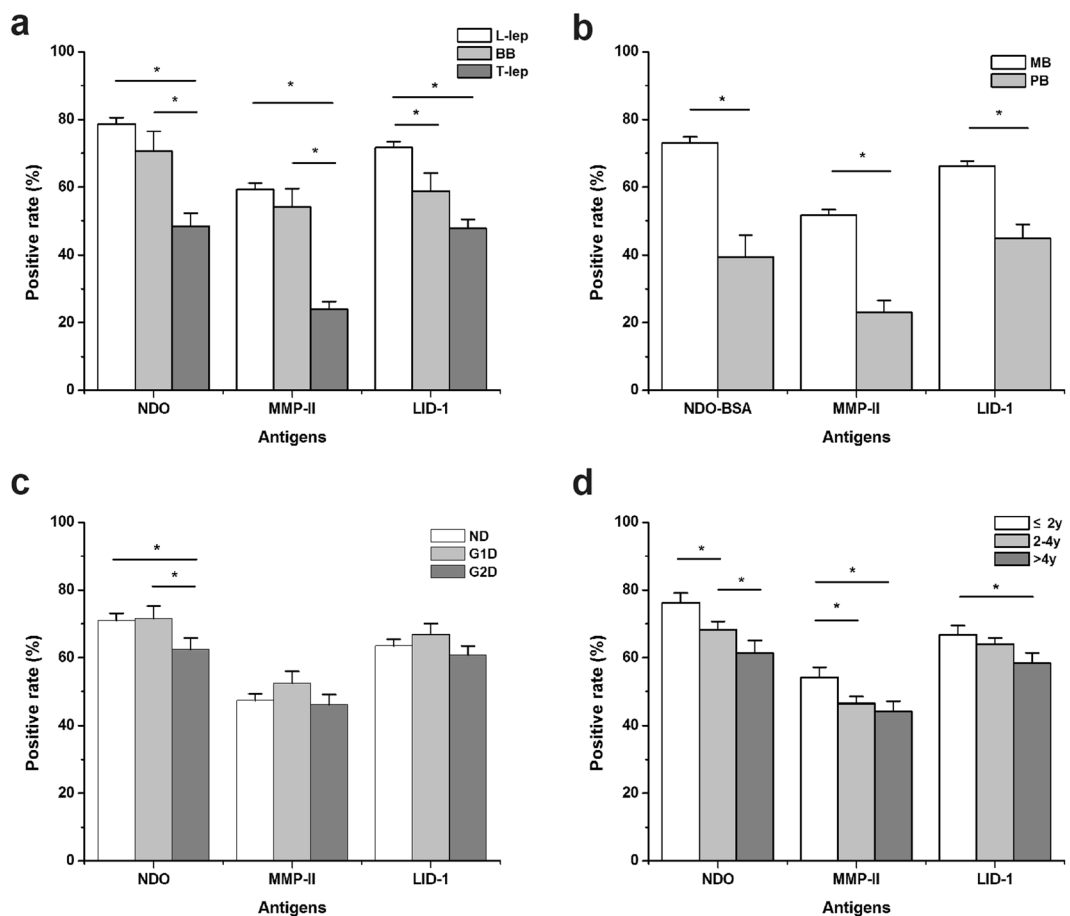 a
L-lep
BB
T-lep
100
80
60
40
20
0
Positive rate (%)
* * * * * *
NDO MMP-II LID-1
Antigens
b
MB
PB
100
80
60
40
20
0
Positive rate (%)
* * *
NDO-BSA MMP-II LID-1
Antigens
c
ND
G1D
G2D
100
80
60
40
20
0
Positive rate (%)
* *
NDO MMP-II LID-1
Antigens
d
≤ 2y
2-4y
>4y
100
80
60
40
20
0
Positive rate (%)
* * * * *
NDO MMP-II LID-1
Antigens